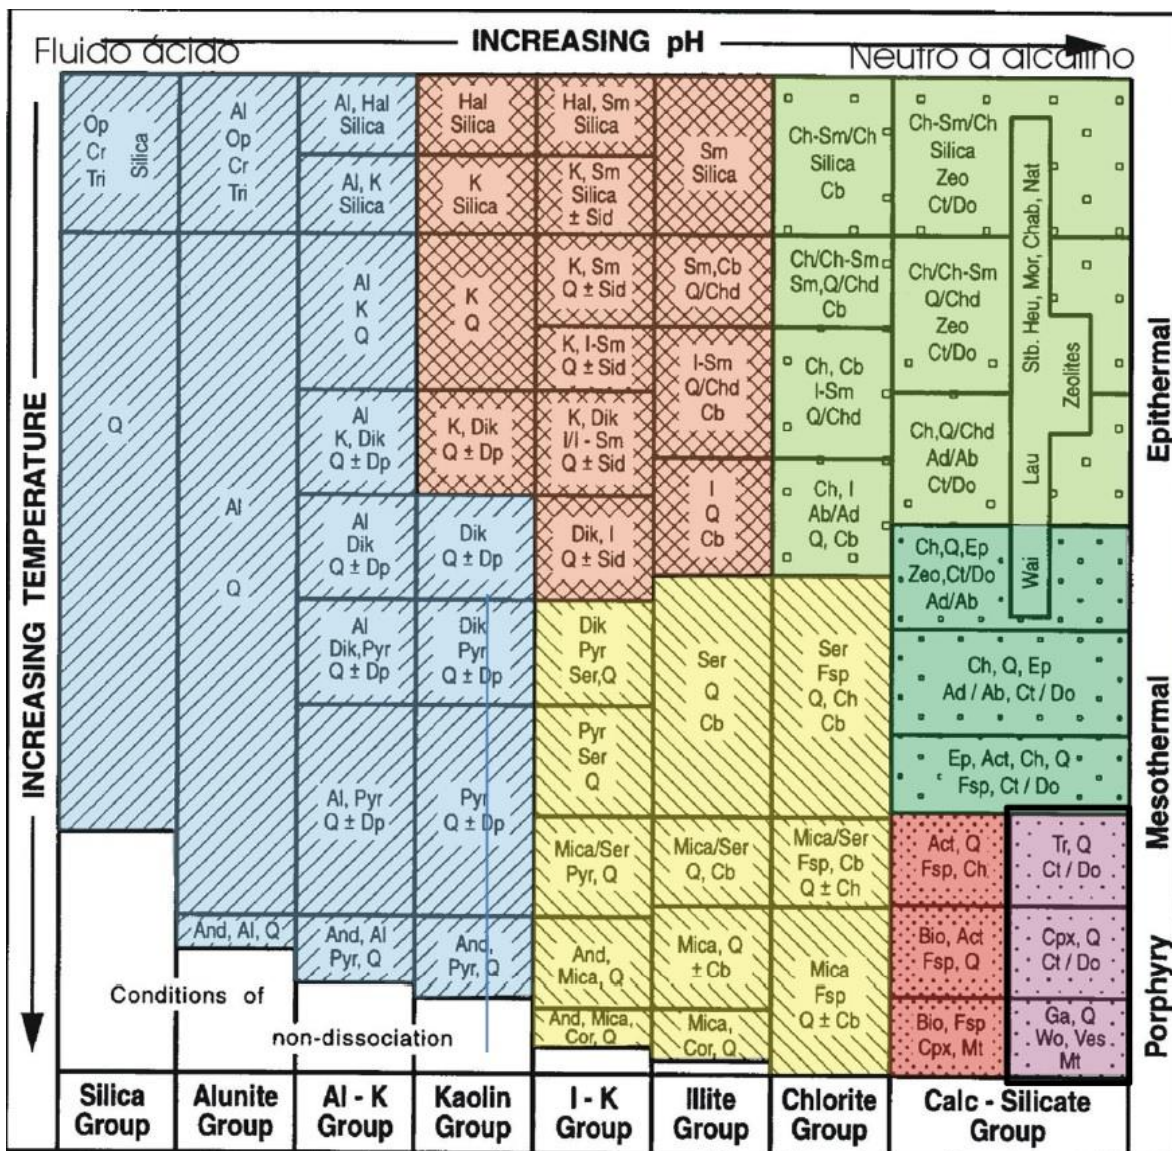 INCREASING pH
Fluido ácido
Neutro a alcalino
INCREASING TEMPERATURE
Op
Cr
Tri
Silica
Q
Al
Op
Cr
Tri
Al
Q
And, Al, Q
Al, Hal
Silica
Al, K
Silica
Al
K
Q
Al
K, Dik
Q ± Dp
Al
Dik
Q ± Dp
Al
Dik,Pyr
Q ± Dp
Al, Pyr
Q ± Dp
And, Al
Pyr, Q
Hal
Silica
K
Silica
K
Q
K, Dik
Q ± Dp
Dik
Q ± Dp
Dik
Pyr
Q ± Dp
Pyr
Q ± Dp
And,
Pyr, Q
Hal, Sm
Silica
K, Sm
Silica
± Sid
K, Sm
Q ± Sid
K, I-Sm
Q ± Sid
K, Dik
I/I - Sm
Q ± Sid
Dik, I
Q ± Sid
Dik
Pyr
Ser,Q
Pyr
Ser
Q
Mica/Ser
Pyr, Q
And,
Mica, Q
And, Mica,
Cor, Q
Sm
Silica
Sm,Cb
Q/Chd
I-Sm
Q/Chd
Cb
I
Q
Cb
Ser
Q
Cb
Mica/Ser
Q, Cb
Mica, Q
± Cb
Mica,
Cor, Q
Ch-Sm/Ch
Silica
Cb
Ch/Ch-Sm
Sm,Q/Chd
Cb
Ch, Cb
I-Sm
Q/Chd
Ch, I
Ab/Ad
Q, Cb
Ser
Fsp
Q, Ch
Cb
Mica/Ser
Fsp, Cb
Q ± Ch
Mica
Fsp
Q ± Cb
Ch-Sm/Ch
Silica
Zeo
Ct/Do
Ch/Ch-Sm
Q/Chd
Zeo
Ct/Do
Ch,Q/Chd
Ad/Ab
Ct/Do
Ch,Q,Ep
Zeo,Ct/Do
Ad/Ab
Stb. Heu, Mor, Chab, Nat
Zeolites
Lau
Wai
Ch, Q, Ep
Ad / Ab, Ct / Do
Ep, Act, Ch, Q
Fsp, Ct / Do
Act, Q
Fsp, Ch
Bio, Act
Fsp, Q
Bio, Fsp
Cpx, Mt
Tr, Q
Ct / Do
Cpx, Q
Ct / Do
Ga, Q
Wo, Ves
Mt
Epithermal
Mesothermal
Porphyry
Conditions of
non-dissociation
Silica
Group
Alunite
Group
Al - K
Group
Kaolin
Group
I - K
Group
Illite
Group
Chlorite
Group
Calc - Silicate
Group